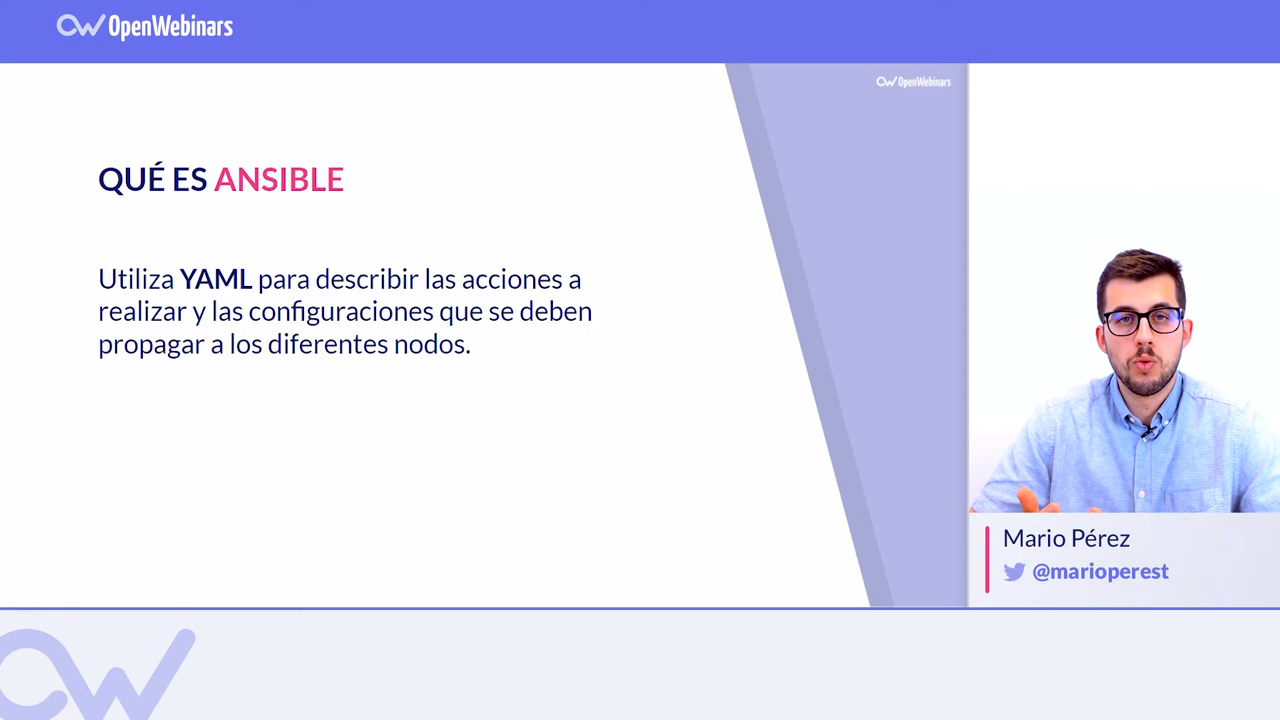 OpenWebinars
OpenWebinars
QUÉ ES ANSIBLE
Utiliza YAML para describir las acciones a
realizar y las configuraciones que se deben
propagar a los diferentes nodos.
Mario Pérez
@marioperest